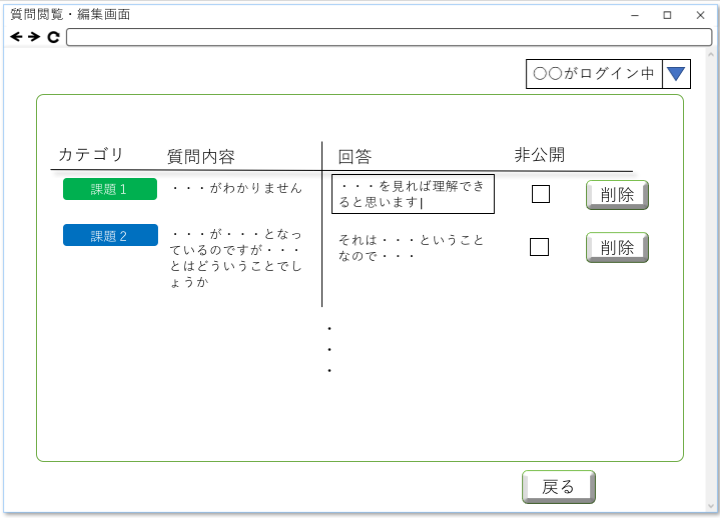 質問閲覧・編集画面
〇〇がログイン中
カテゴリ
質問内容
回答
非公開
課題1
・・・がわかりません
・・・を見れば理解でき
ると思います
削除
課題2
・・・が・・・となっ
ているのですが・・・
とはどういうことでし
ょうか
それは・・・ということ
なので・・・
削除
・
・
・
戻る